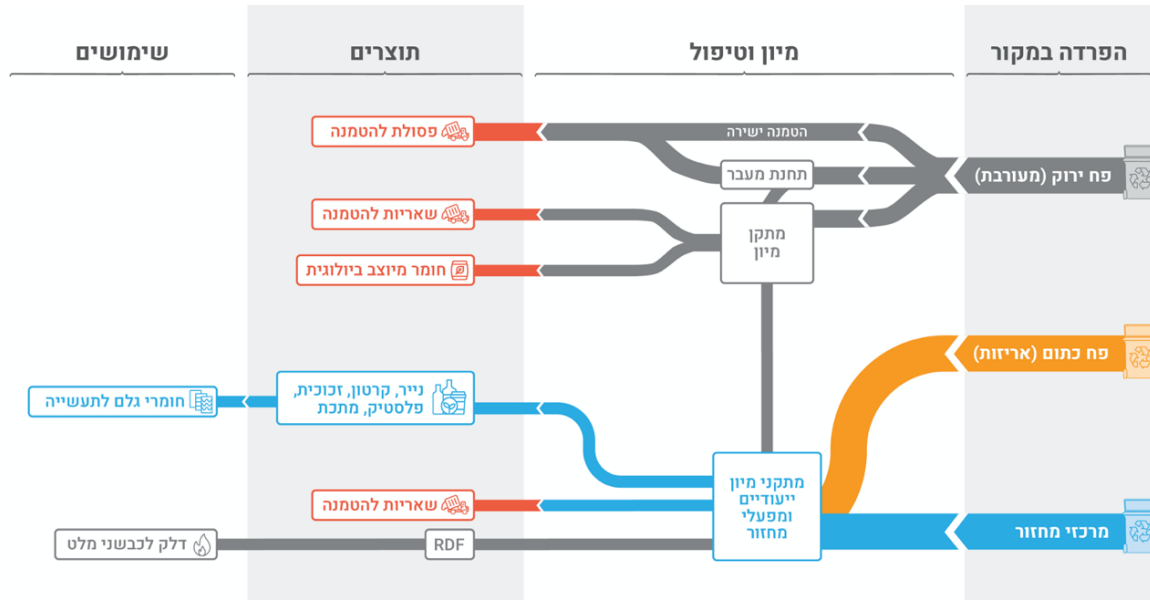 הפרדה במקור
מיון וטיפול
תוצרים
שימושים
פח ירוק (מעורבת)
הטמנה ישירה
פסולת להטמנה
תחנת מעבר
מתקן
מיון
שאריות להטמנה
חומר מיוצב ביולוגית
פח כתום (אריזות)
נייר, קרטון, זכוכית,
פלסטיק, מתכת
חומרי גלם לתעשייה
מרכזי מחזור
מתקני מיון
ייעודיים
ומפעלי
מחזור
שאריות להטמנה
RDF
דלק לכבשני מלט